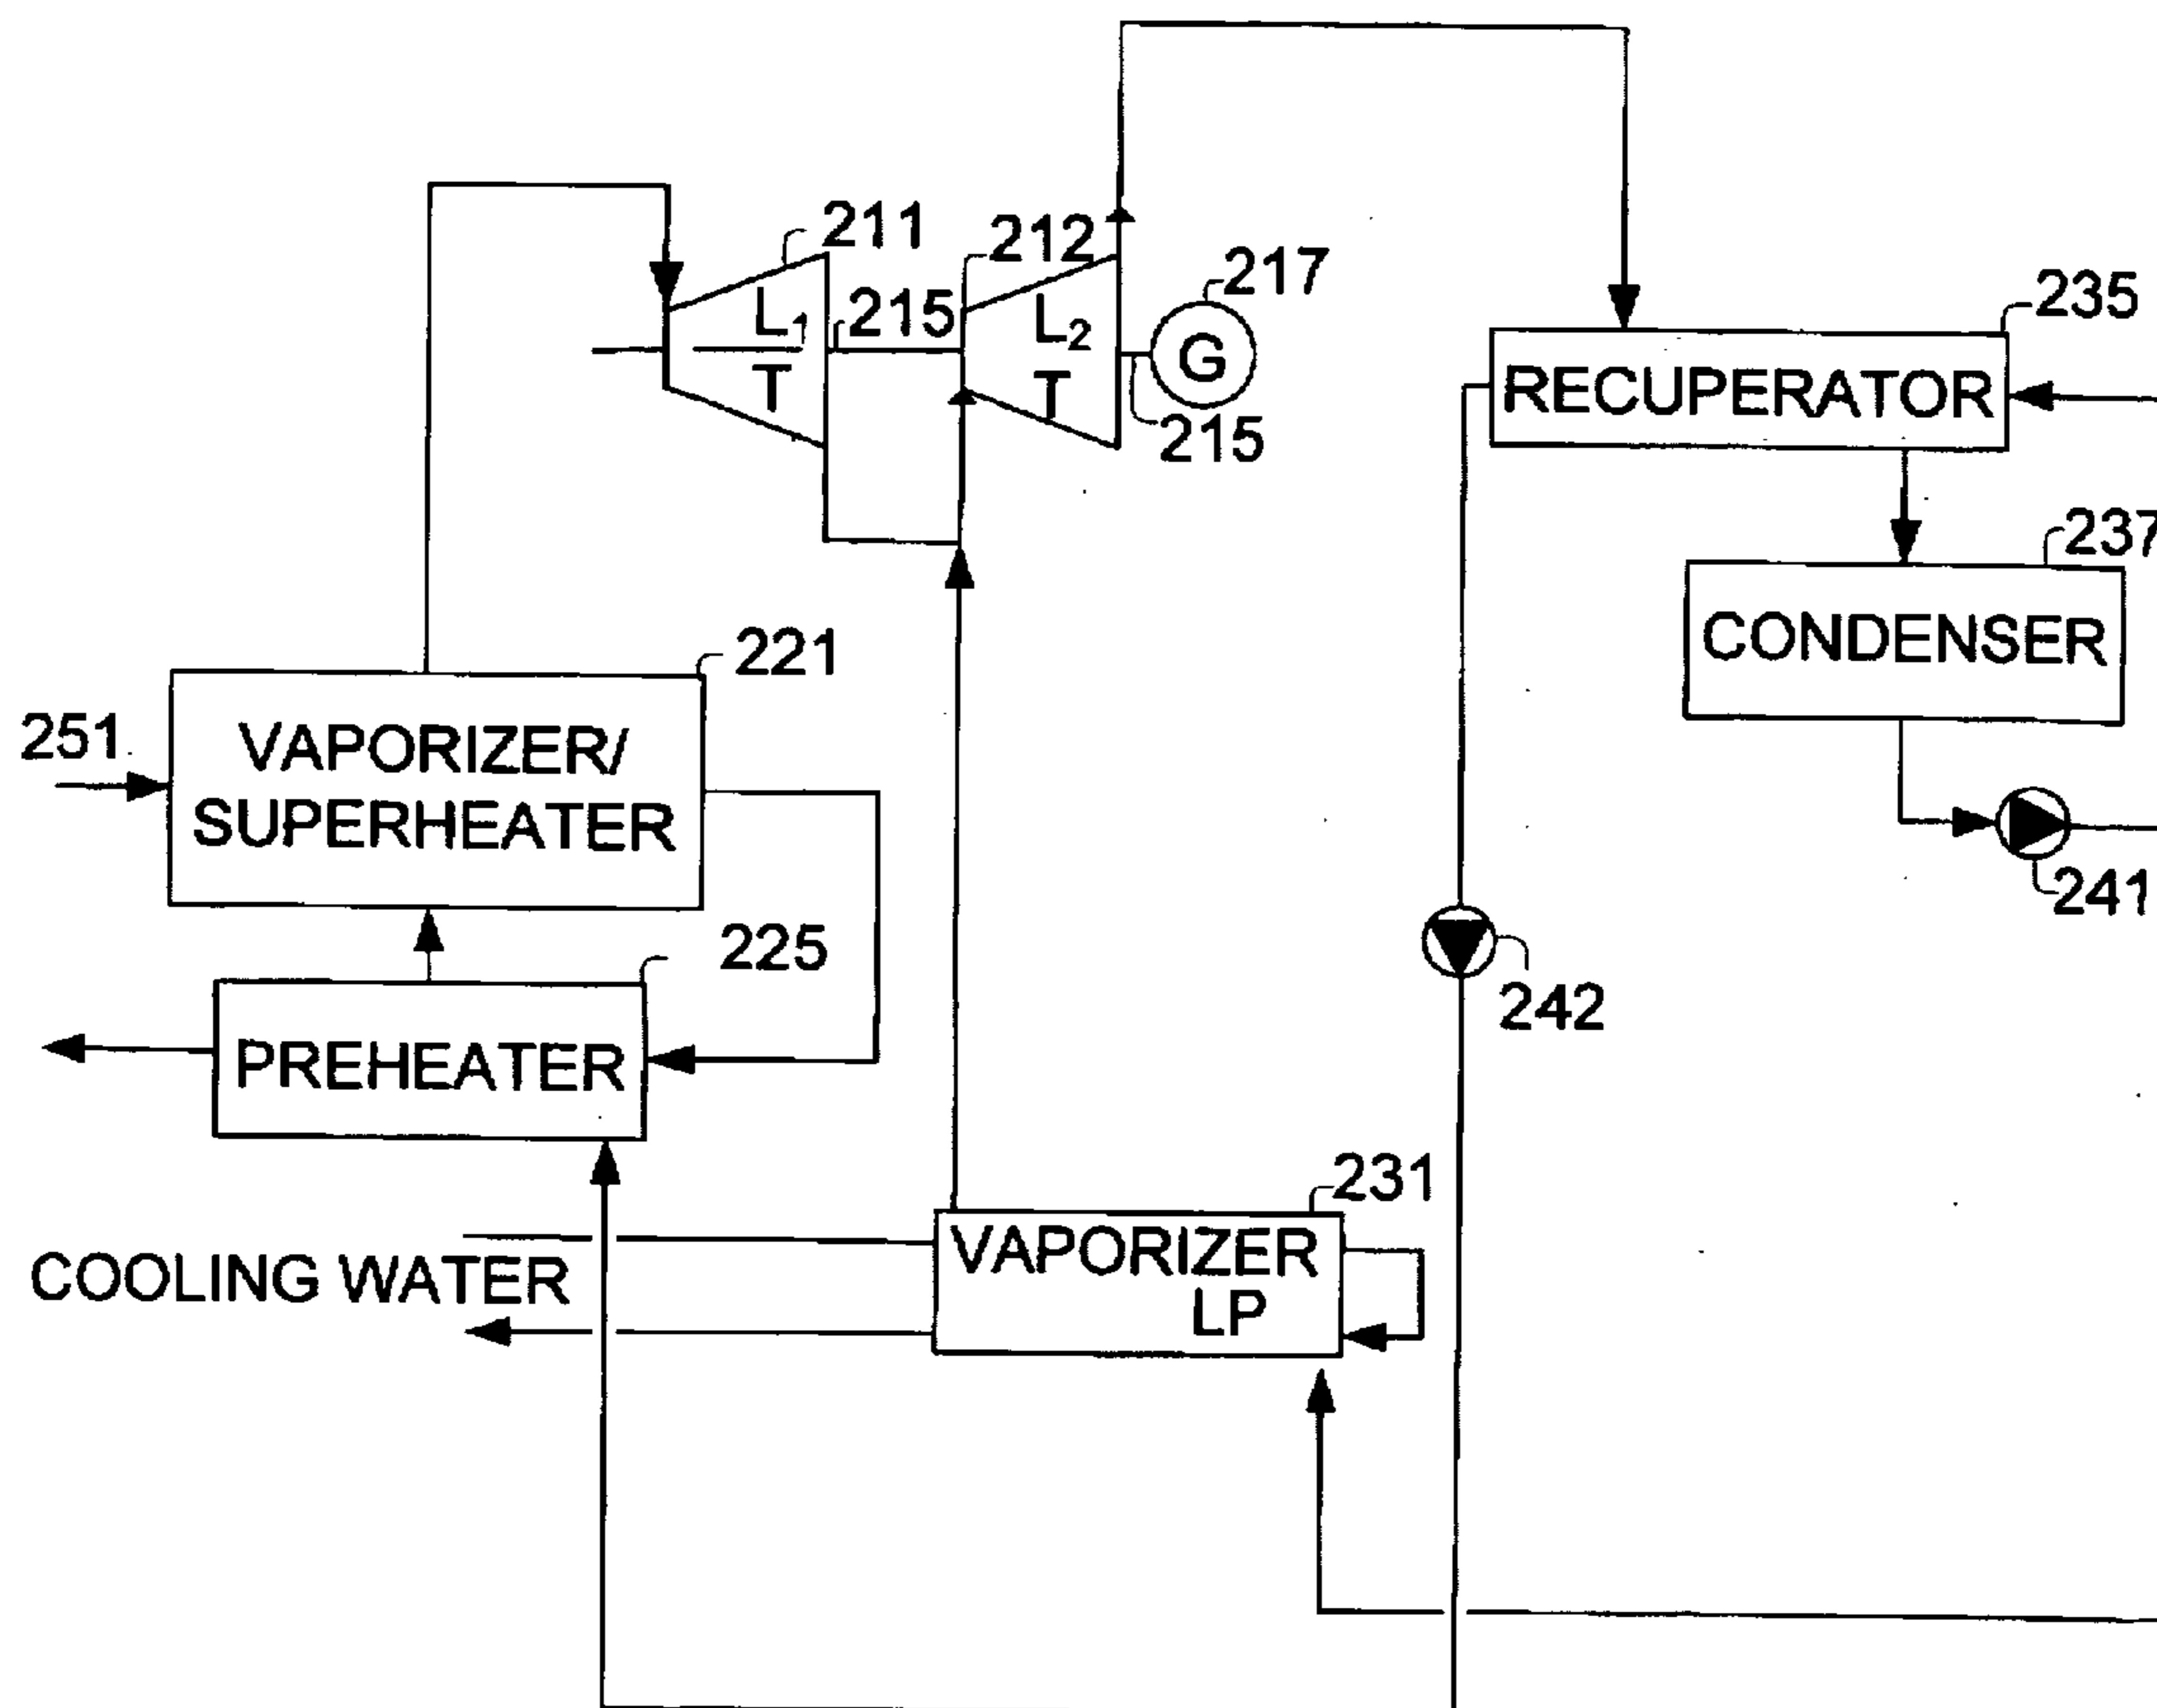 211
212
217
L1
215
L2
G
235
T
T
RECUPERATOR
215
237
CONDENSER
221
251
VAPORIZER/
SUPERHEATER
241
225
242
PREHEATER
231
VAPORIZER
LP
COOLING WATER